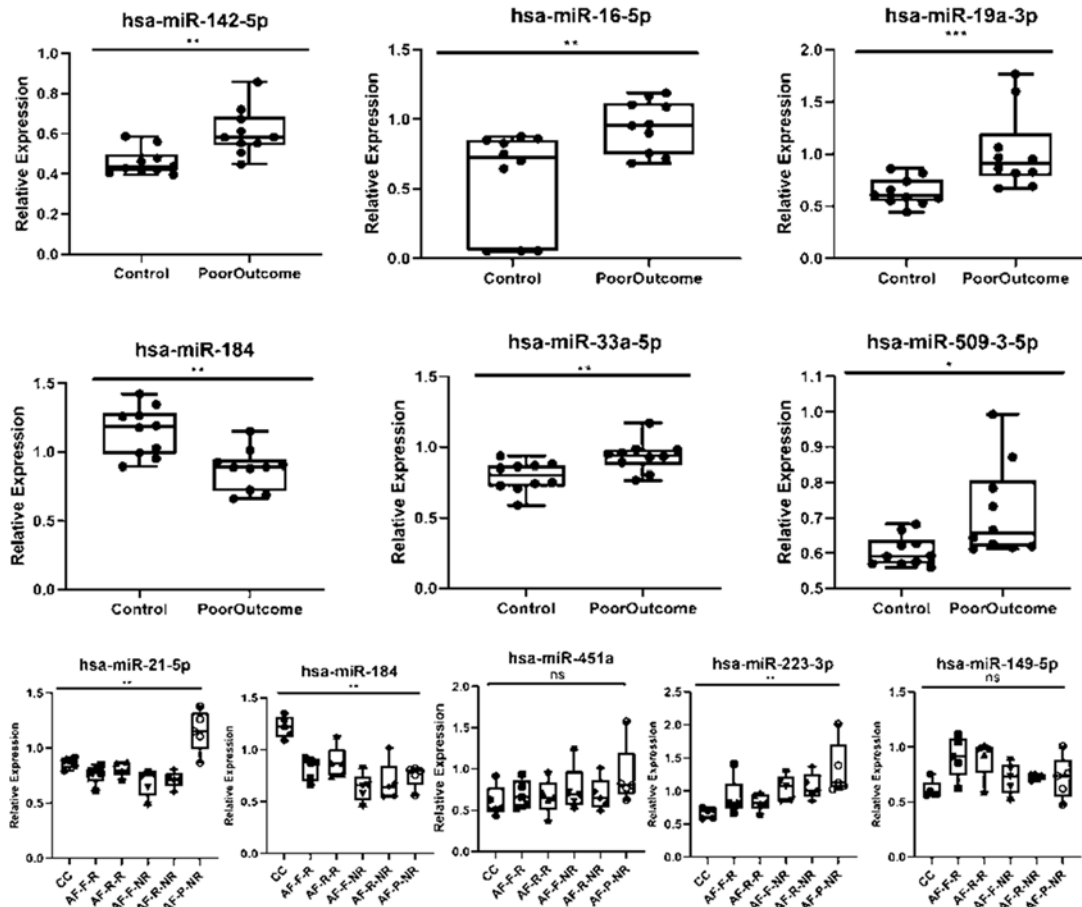 hsa-miR-142-5p
**
Relative Expression
1.0
0.8
0.6
0.4
0.2
0.0
Control PoorOutcome
hsa-miR-16-5p
**
Relative Expression
1.5
1.0
0.5
0.0
Control PoorOutcome
hsa-miR-19a-3p
***
Relative Expression
2.0
1.5
1.0
0.5
0.0
Control PoorOutcome
hsa-miR-184
**
Relative Expression
1.5
1.0
0.5
0.0
Control PoorOutcome
hsa-miR-33a-5p
**
Relative Expression
1.5
1.0
0.5
0.0
Control PoorOutcome
hsa-miR-509-3-5p
*
Relative Expression
1.1
1.0
0.9
0.8
0.7
0.6
0.5
Control PoorOutcome
hsa-miR-21-5p
**
Relative Expression
1.5
1.0
0.5
0.0
CC AF-F-R AF-R-R AF-F-NR AF-R-NR AF-P-NR
hsa-miR-184
**
Relative Expression
1.5
1.0
0.5
0.0
CC AF-F-R AF-R-R AF-F-NR AF-R-NR AF-P-NR
hsa-miR-451a
ns
Relative Expression
2.0
1.5
1.0
0.5
0.0
CC AF-F-R AF-R-R AF-F-NR AF-R-NR AF-P-NR
hsa-miR-223-3p
**
Relative Expression
2.5
2.0
1.5
1.0
0.5
0.0
CC AF-F-R AF-R-R AF-F-NR AF-R-NR AF-P-NR
hsa-miR-149-5p
ns
Relative Expression
1.5
1.0
0.5
0.0
CC AF-F-R AF-R-R AF-F-NR AF-R-NR AF-P-NR